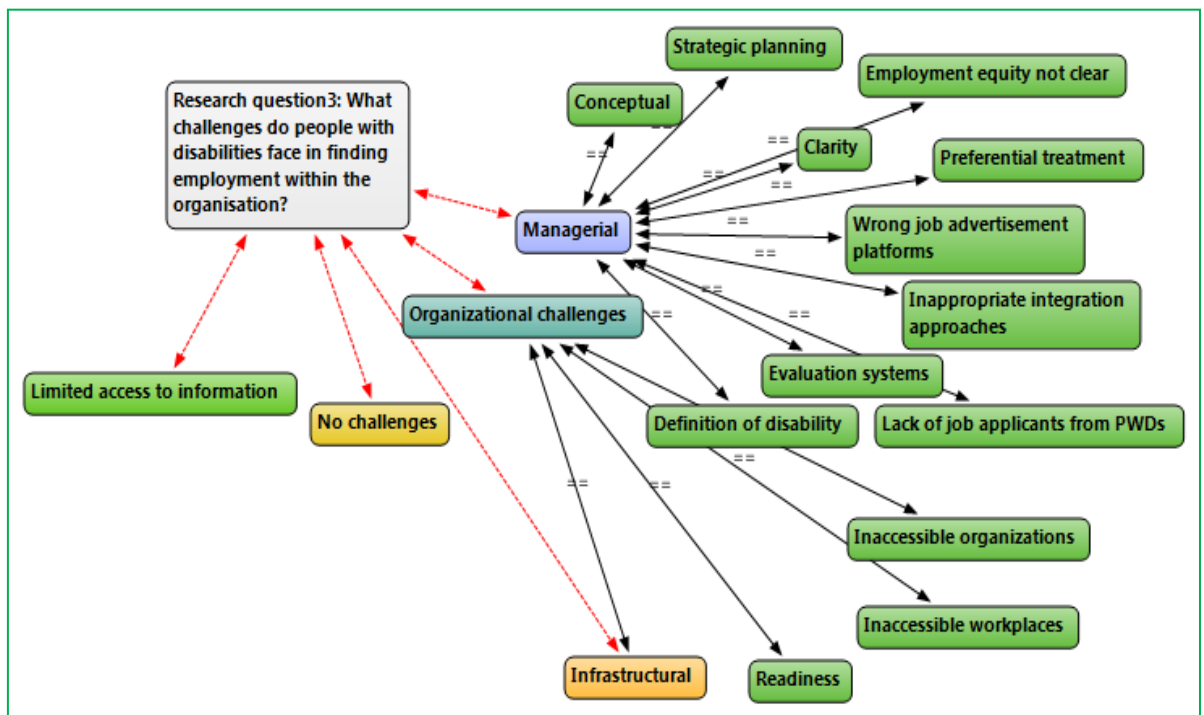 Strategic planning
Employment equity not clear
Research question3: What
challenges do people with
disabilities face in finding
employment within the
organisation?
Conceptual
==
==
==
Clarity
Preferential treatment
==
==
Managerial
==
Wrong job advertisement
platforms
==
Inappropriate integration
approaches
==
Organizational challenges
==
==
Evaluation systems
Limited access to information
No challenges
Definition of disability
Lack of job applicants from PWDs
==
==
==
Inaccessible organizations
Inaccessible workplaces
Infrastructural
Readiness